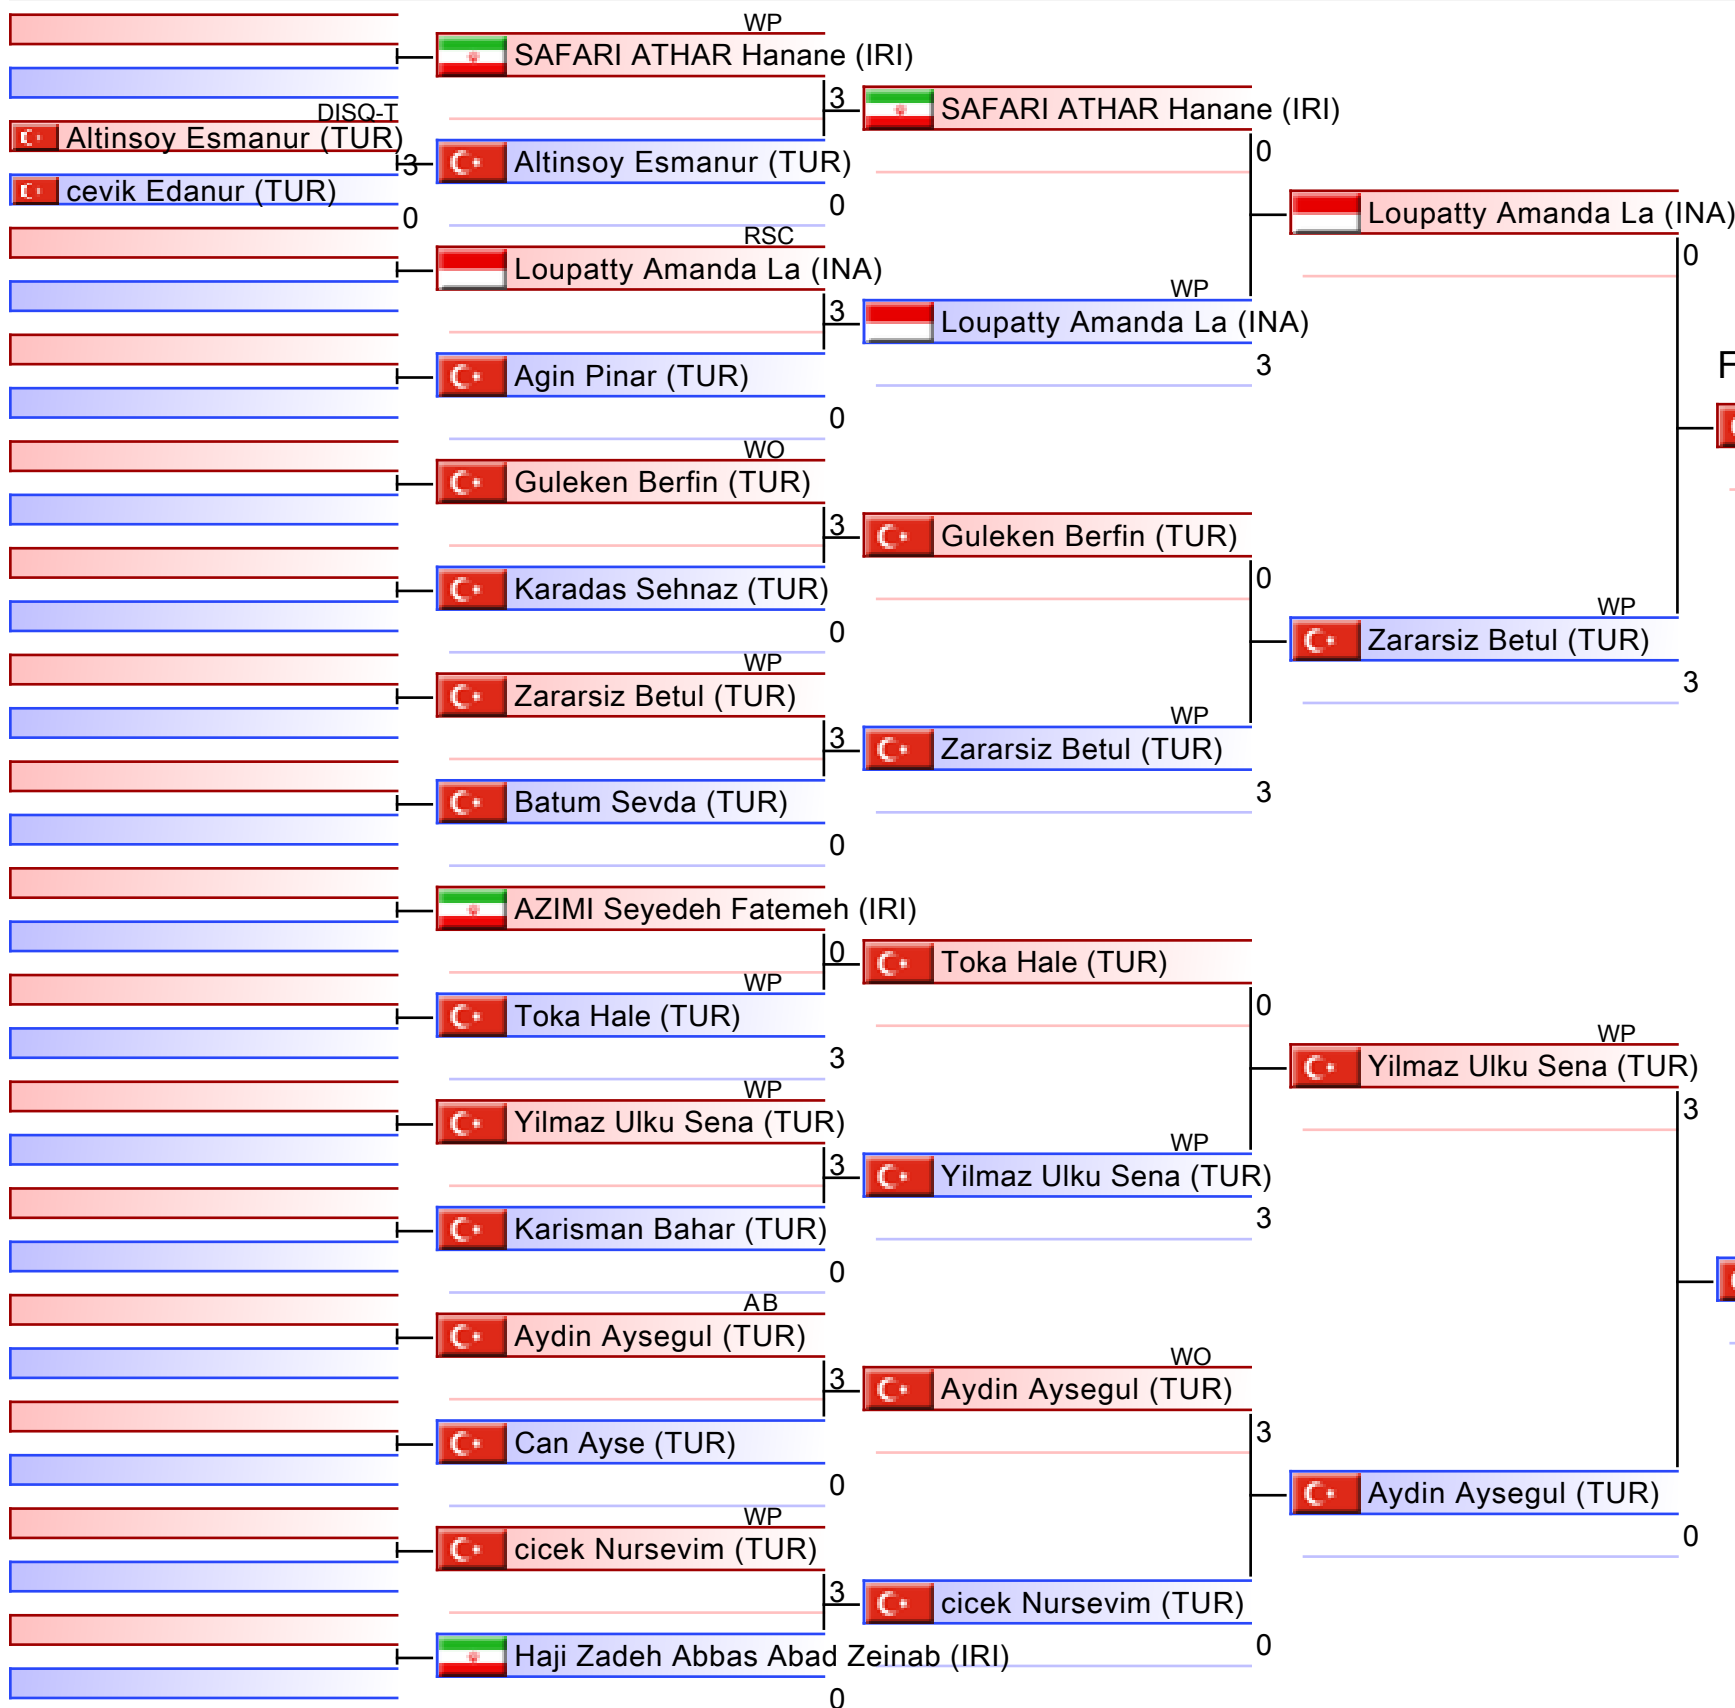 WP
SAFARI ATHAR Hanane (IRI)
3
SAFARI ATHAR Hanane (IRI)
DISQ-T
Altinsoy Esmanur (TUR)
3
Altinsoy Esmanur (TUR)
0
cevik Edanur (TUR)
0
0
Loupatty Amanda La (INA)
0
RSC
Loupatty Amanda La (INA)
3
WP
Loupatty Amanda La (INA)
3
F
Agin Pinar (TUR)
0
WO
Guleken Berfin (TUR)
3
Guleken Berfin (TUR)
0
Karadas Sehnaz (TUR)
0
WP
Zararsiz Betul (TUR)
3
WP
Zararsiz Betul (TUR)
3
WP
Zararsiz Betul (TUR)
3
Batum Sevda (TUR)
0
AZIMI Seyedeh Fatemeh (IRI)
0
Toka Hale (TUR)
0
WP
Toka Hale (TUR)
3
WP
Yilmaz Ulku Sena (TUR)
3
WP
Yilmaz Ulku Sena (TUR)
3
WP
Yilmaz Ulku Sena (TUR)
3
Karisman Bahar (TUR)
0
AB
Aydin Aysegul (TUR)
3
WO
Aydin Aysegul (TUR)
3
Can Ayse (TUR)
0
Aydin Aysegul (TUR)
0
WP
cicek Nursevim (TUR)
3
cicek Nursevim (TUR)
0
Haji Zadeh Abbas Abad Zeinab (IRI)
0